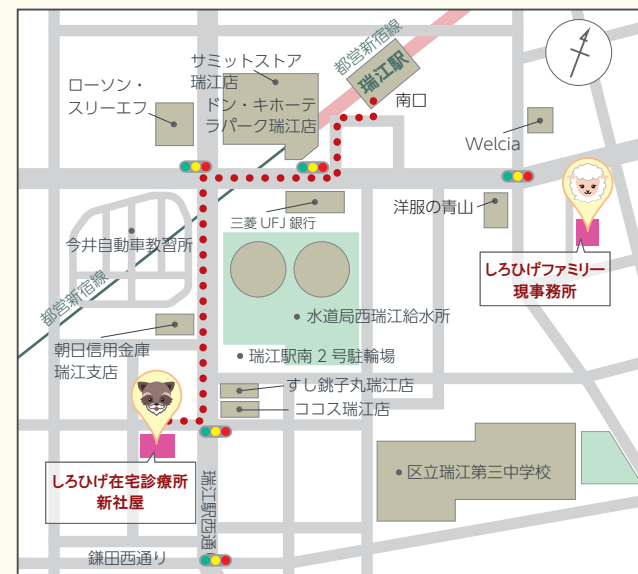 都営新宿線
サミットストア
瑞江店
瑞江駅
ローソン・
スリーエフ
ドン・キホーテ
ラパーク瑞江店
南口
Welcia
洋服の青山
三菱UFJ銀行
今井自動車教習所
しろひげファミリー
現事務所
都営新宿線
水道局西瑞江給水所
朝日信用金庫
瑞江支店
瑞江駅南2号駐輪場
すし銚子丸瑞江店
ココス瑞江店
しろひげ在宅診療所
新社屋
区立瑞江第三中学校
瑞江駅西通り
鎌田西通り